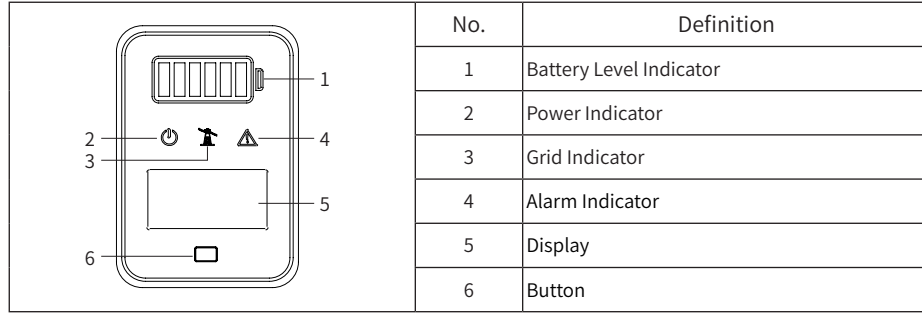 1
2
3
4
5
6
No. Definition
1 Battery Level Indicator
2 Power Indicator
3 Grid Indicator
4 Alarm Indicator
5 Display
6 Button